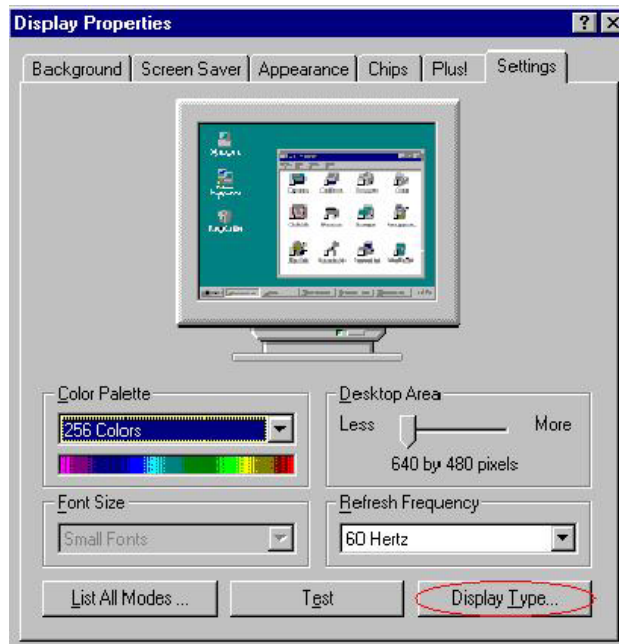 Display Properties
Background Screen Saver Appearance Chips Plus! Settings
Color Palette
256 Colors
Desktop Area
Less More
640 by 480 pixels
Font Size
Small Fonts
Refresh Frequency
60 Hertz
List All Modes ... Test Display Type...